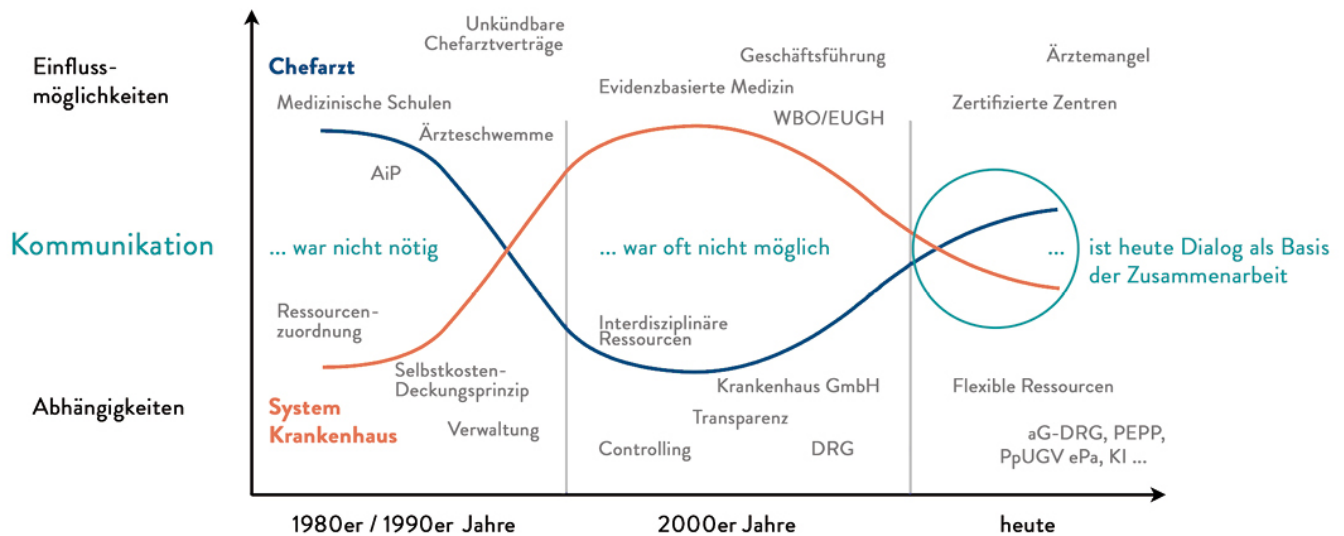 Einfluss-
möglichkeiten
Kommunikation
Abhängigkeiten
Chefarzt
Unkündbare
Chefarztverträge
Medizinische Schulen
Ärzteschwemme
AiP
... war nicht nötig
Ressourcen-
zuordnung
Selbstkosten-
Deckungsprinzip
System
Krankenhaus
Verwaltung
Geschäftsführung
Evidenzbasierte Medizin
WBO/EUGH
... war oft nicht möglich
Interdisziplinäre
Ressourcen
Krankenhaus GmbH
Transparenz
Controlling
DRG
Ärztemangel
Zertifizierte Zentren
... ist heute Dialog als Basis
der Zusammenarbeit
Flexible Ressourcen
aG-DRG, PEPP,
PpUGV ePa, KI ...
1980er / 1990er Jahre
2000er Jahre
heute